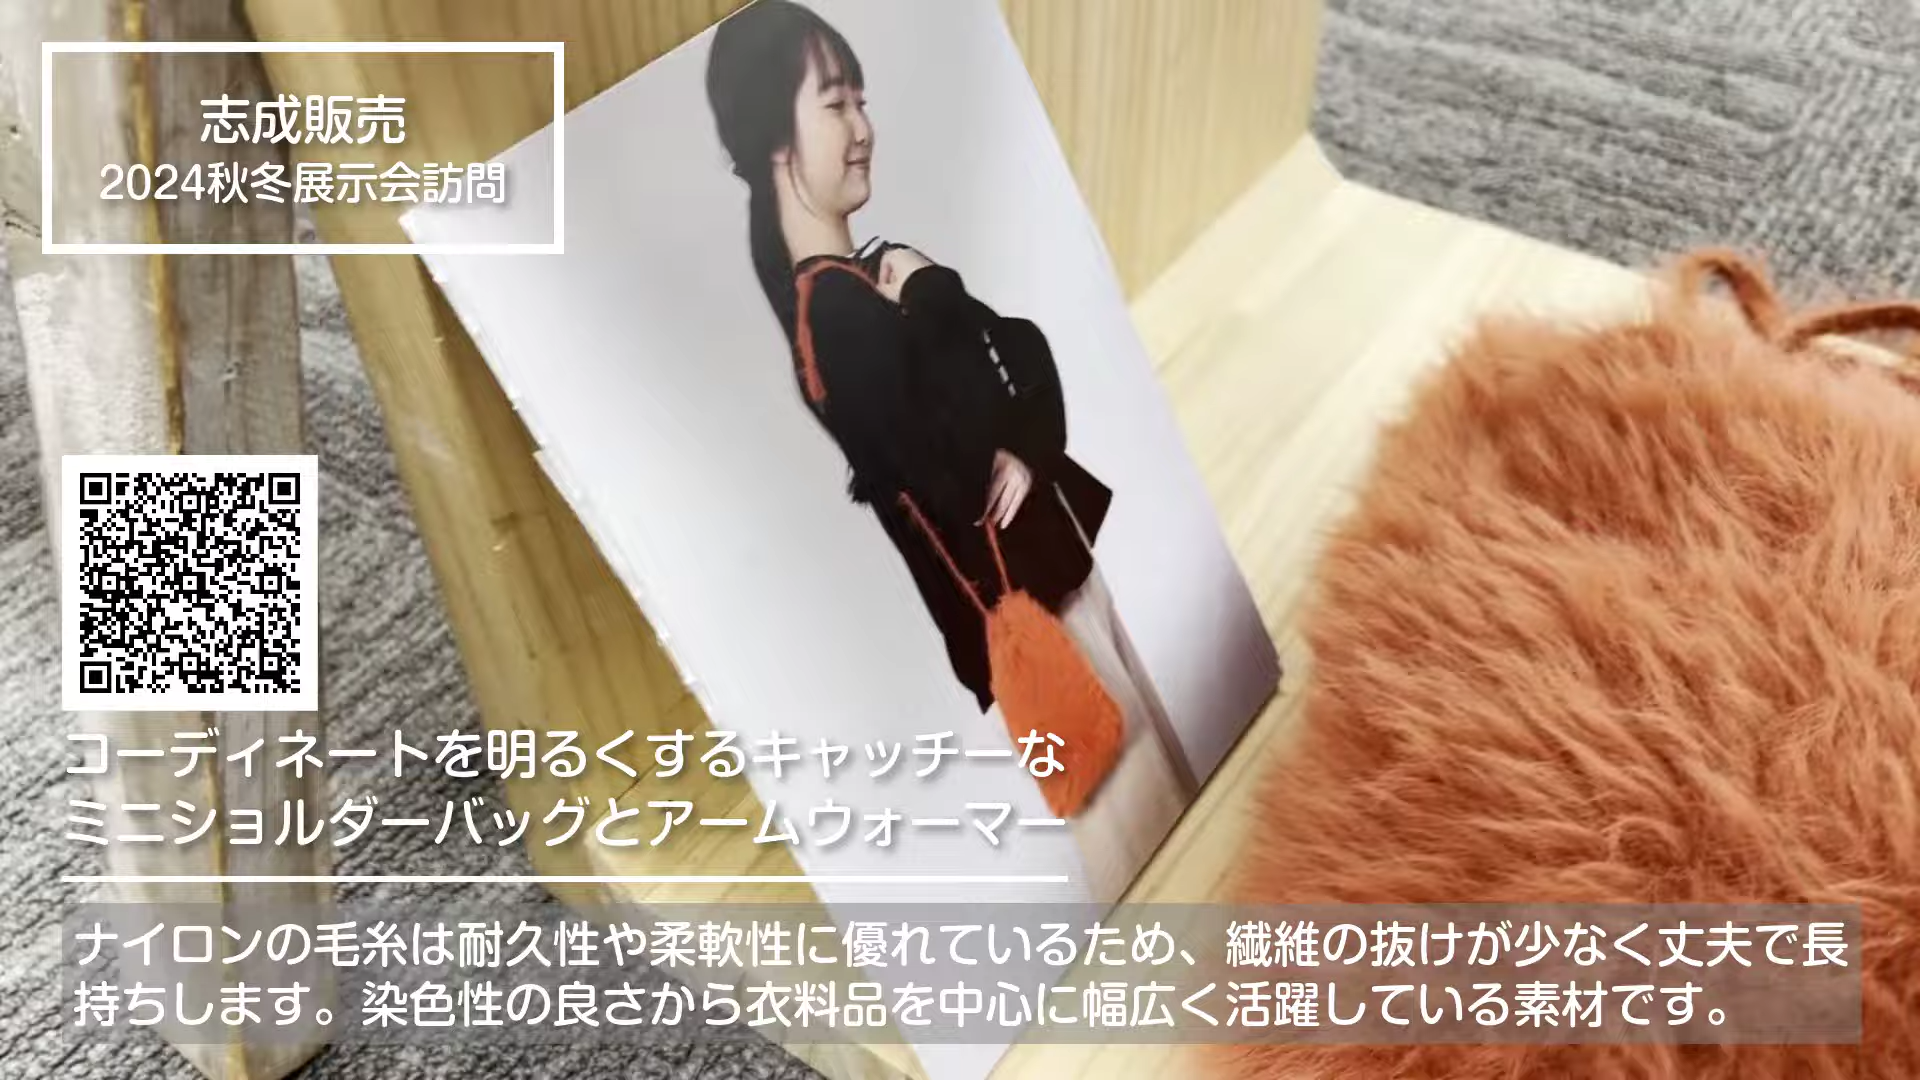 志成販売
2024秋冬展示会訪問
コーディネートを明るくするキャッチーな
ミニショルダーバッグとアームウォーマー
ナイロンの毛糸は耐久性や柔軟性に優れているため、繊維の抜けが少なく丈夫で長
持ちします。染色性の良さから衣料品を中心に幅広く活躍している素材です。